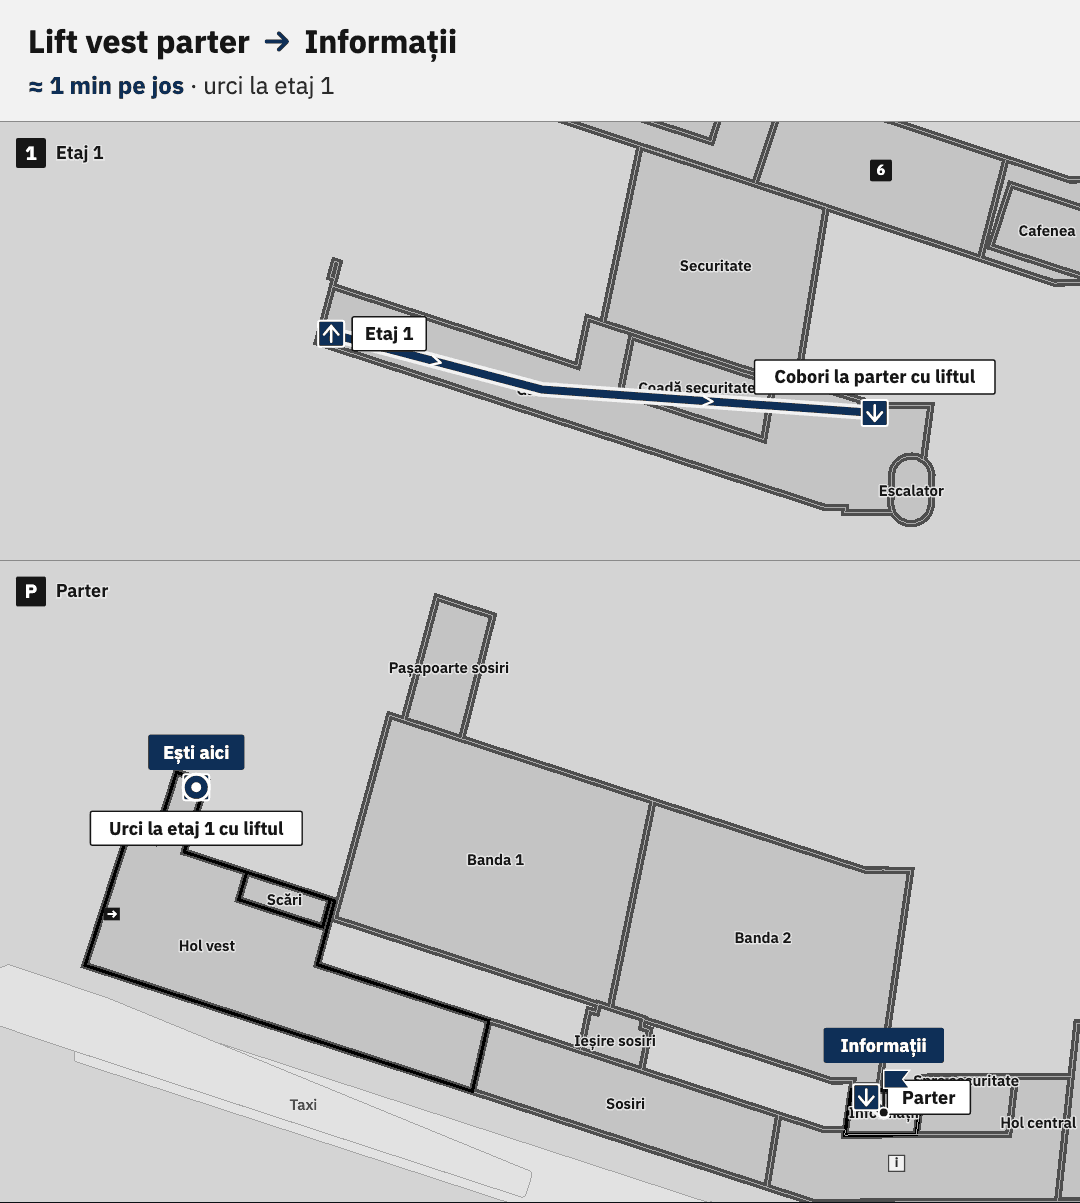 Lift vest parter → Informații
≈ 1 min pe jos · urci la etaj 1
1 Etaj 1
6
Cafenea
Securitate
Etaj 1
Cobori la parter cu liftul
Coadă securitate
Escalator
P Parter
Pașapoarte sosiri
Ești aici
Urci la etaj 1 cu liftul
Banda 1
Scări
Banda 2
Hol vest
Ieșire sosiri
Informații
Parter
Taxi
Sosiri
Hol central
i